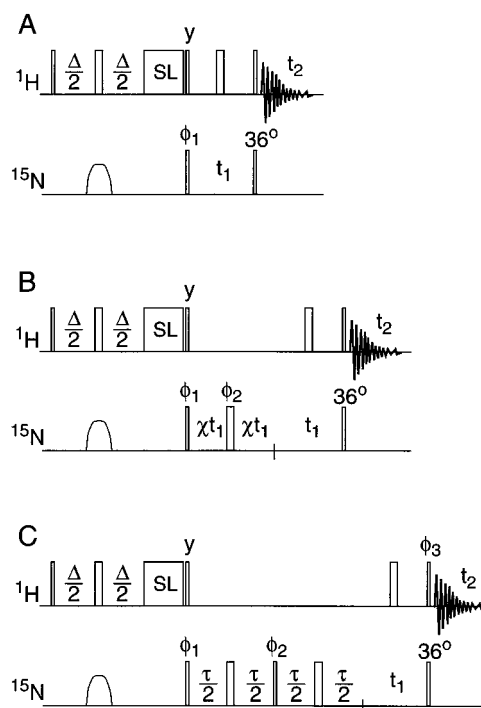 A
y
¹H Δ/2 Δ/2 SL t₂
ϕ₁ 36°
¹⁵N t₁
B
y
¹H Δ/2 Δ/2 SL t₂
ϕ₁ ϕ₂ 36°
¹⁵N χt₁ χt₁ t₁
C
y ϕ₃
¹H Δ/2 Δ/2 SL t₂
ϕ₁ ϕ₂ 36°
¹⁵N τ/2 τ/2 τ/2 τ/2 t₁